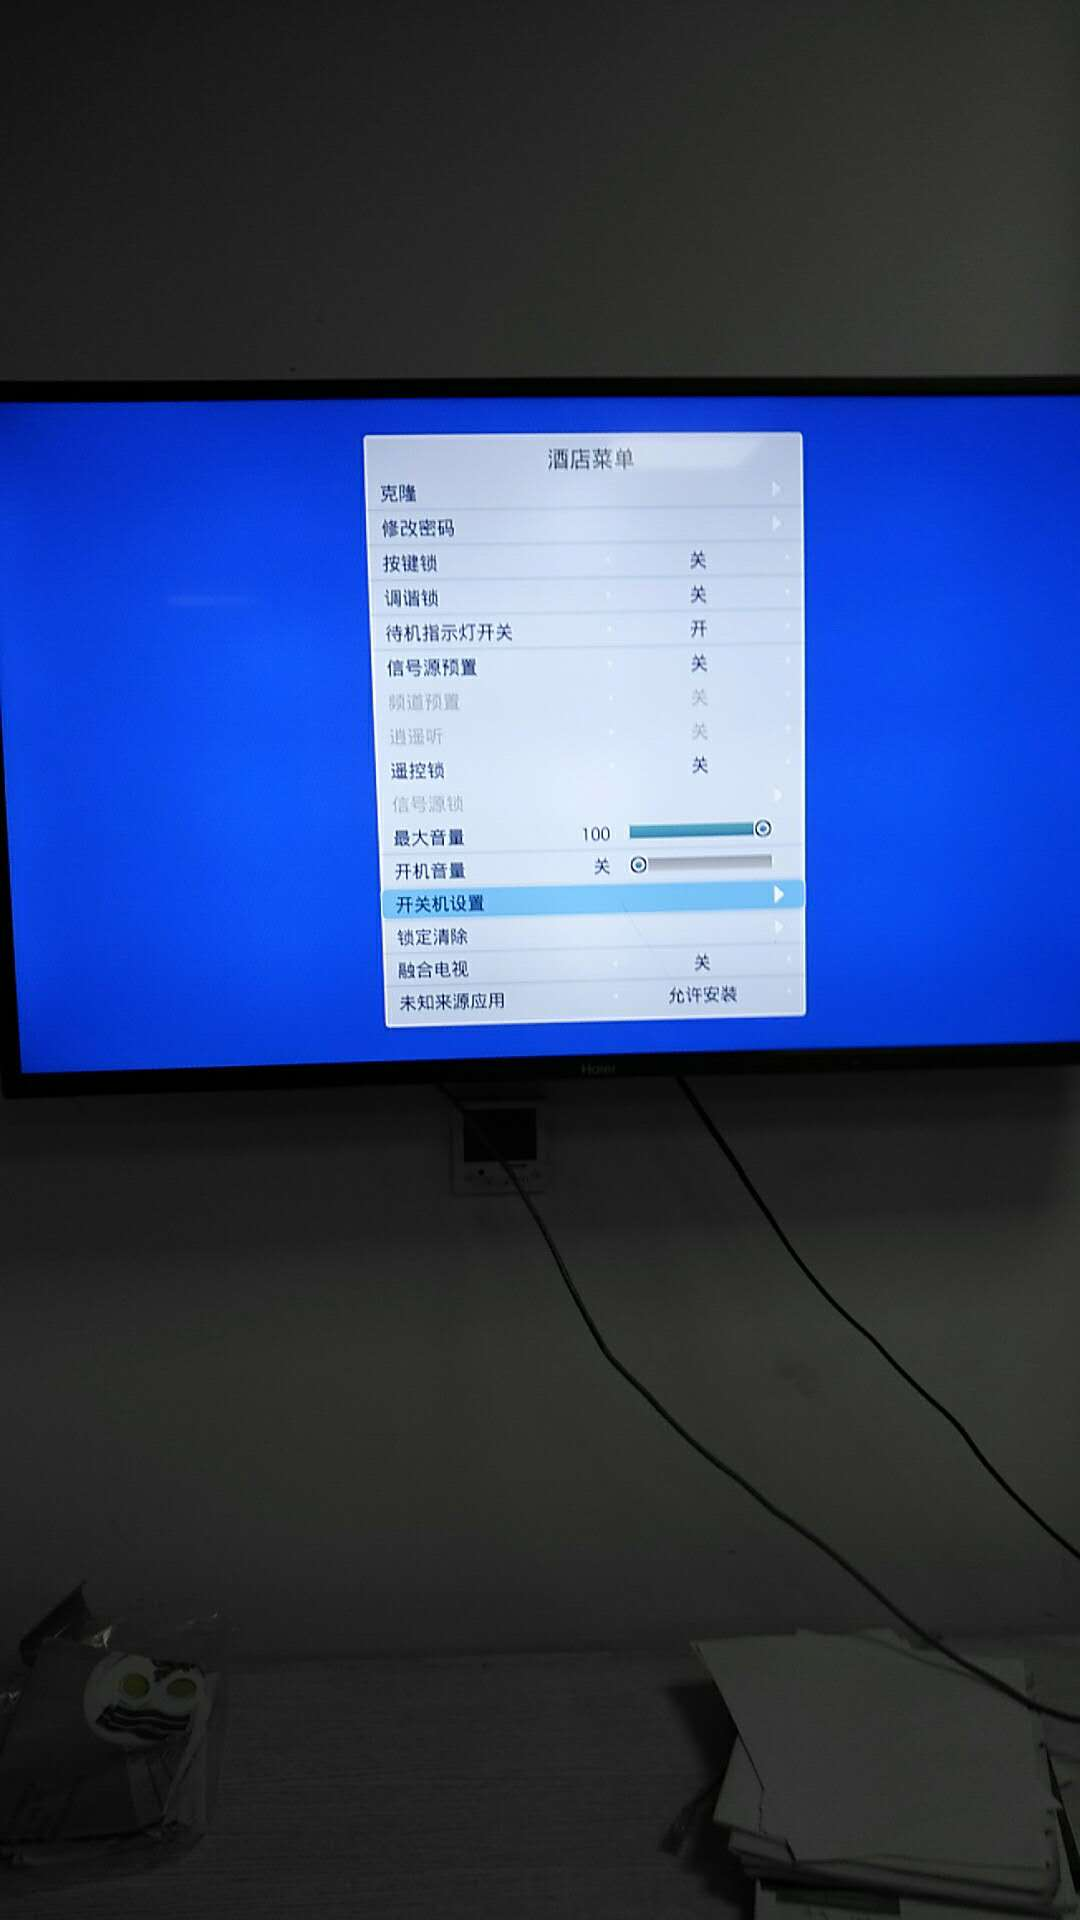 酒店菜单
克隆
修改密码
按键锁 关
调谐锁 关
待机指示灯开关 开
信号源预置 关
频道预置 关
逍遥听 关
遥控锁 关
信号源锁
最大音量 100
开机音量 关
开关机设置
锁定清除
融合电视 关
未知来源应用 允许安装
Haier